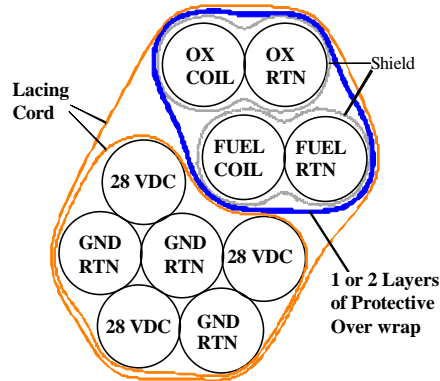 OX
COIL
OX
RTN
Shield
Lacing
Cord
FUEL
COIL
FUEL
RTN
28 VDC
GND
RTN
GND
RTN
28 VDC
28 VDC
GND
RTN
1 or 2 Layers
of Protective
Over wrap